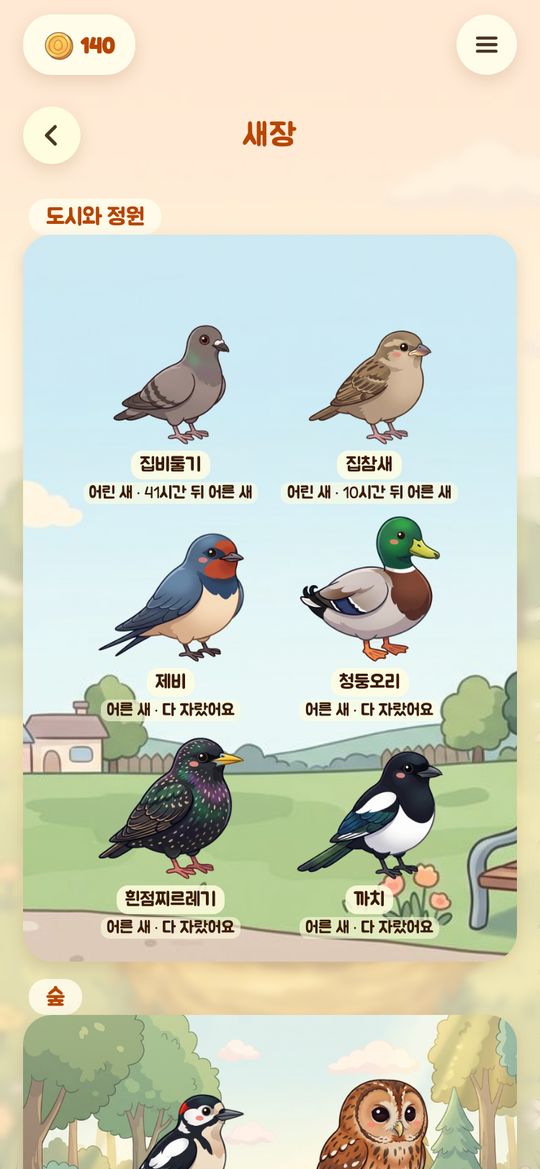 140
새장
도시와 정원
집비둘기
집참새
어린 새 · 41시간 뒤 어른 새
어린 새 · 10시간 뒤 어른 새
제비
청둥오리
어른 새 · 다 자랐어요
어른 새 · 다 자랐어요
흰점찌르레기
까치
어른 새 · 다 자랐어요
어른 새 · 다 자랐어요
숲